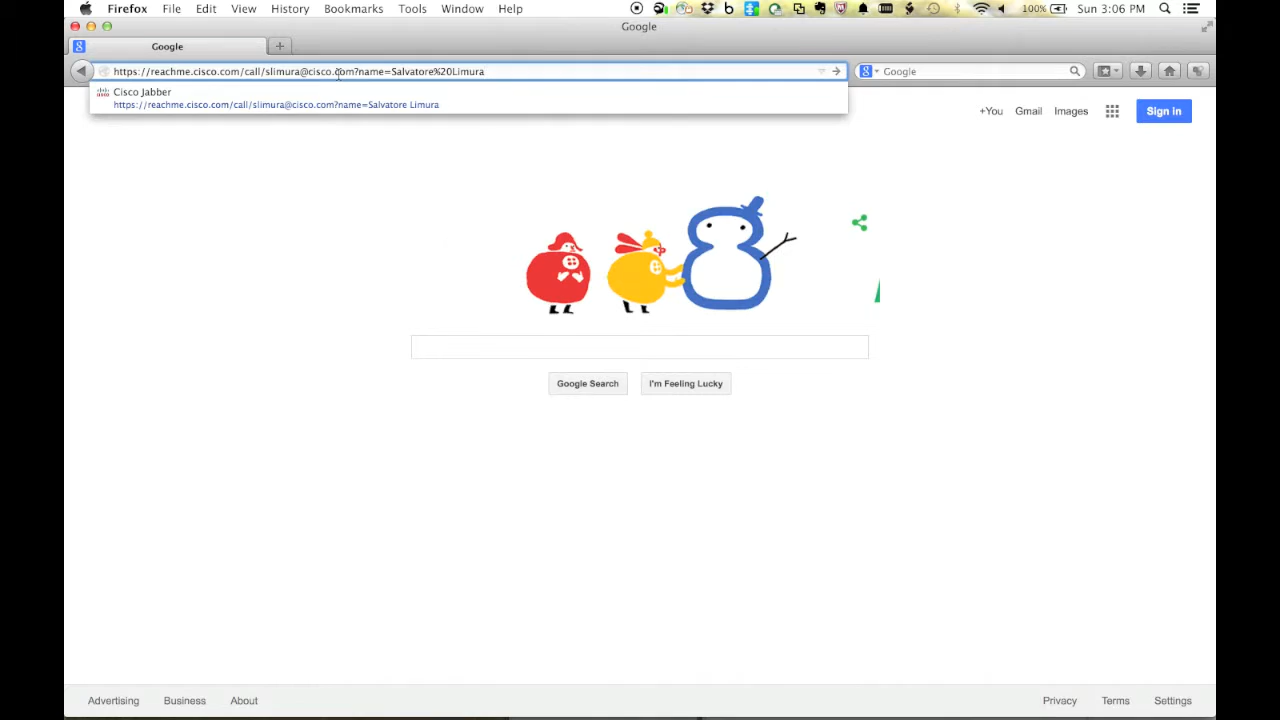 Firefox File Edit View History Bookmarks Tools Window Help 100% Sun 3:06 PM
Google
Google
https://reachme.cisco.com/call/slimura@cisco.com?name=Salvatore%20Limura
Google
Cisco Jabber
https://reachme.cisco.com/call/slimura@cisco.com?name=Salvatore Limura
+You Gmail Images Sign in
Google Search I'm Feeling Lucky
Advertising Business About Privacy Terms Settings